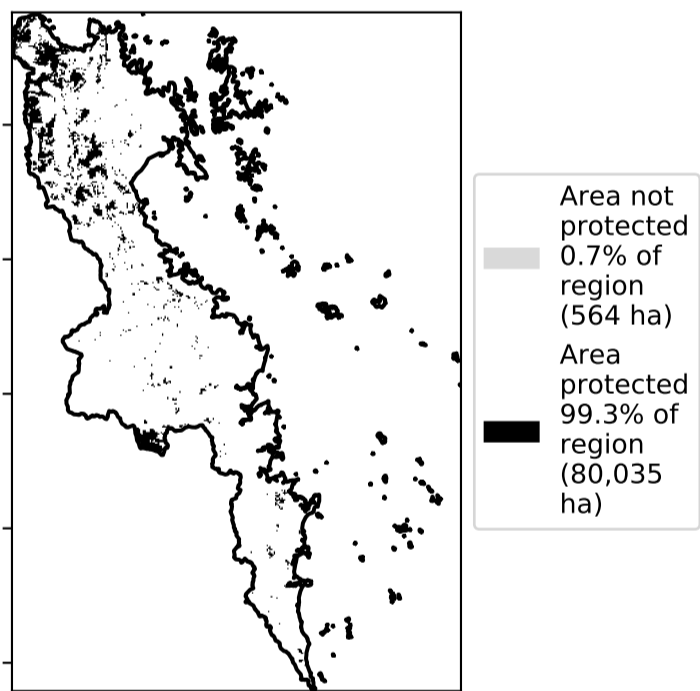 Area not
protected
0.7% of
region
(564 ha)
Area
protected
99.3% of
region
(80,035
ha)